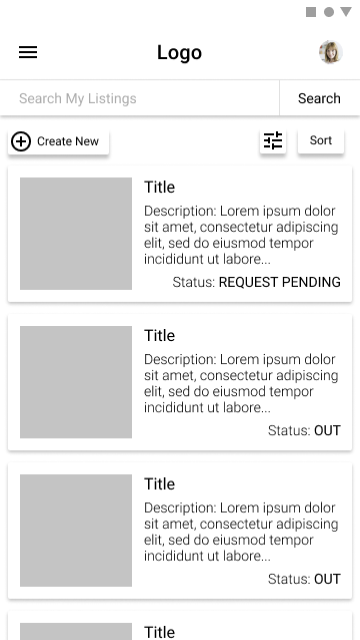 Logo
Search My Listings
Search
Create New
Sort
Title
Description: Lorem ipsum dolor
sit amet, consectetur adipiscing
elit, sed do eiusmod tempor
incididunt ut labore...
Status: REQUEST PENDING
Title
Description: Lorem ipsum dolor
sit amet, consectetur adipiscing
elit, sed do eiusmod tempor
incididunt ut labore...
Status: OUT
Title
Description: Lorem ipsum dolor
sit amet, consectetur adipiscing
elit, sed do eiusmod tempor
incididunt ut labore...
Status: OUT
Title